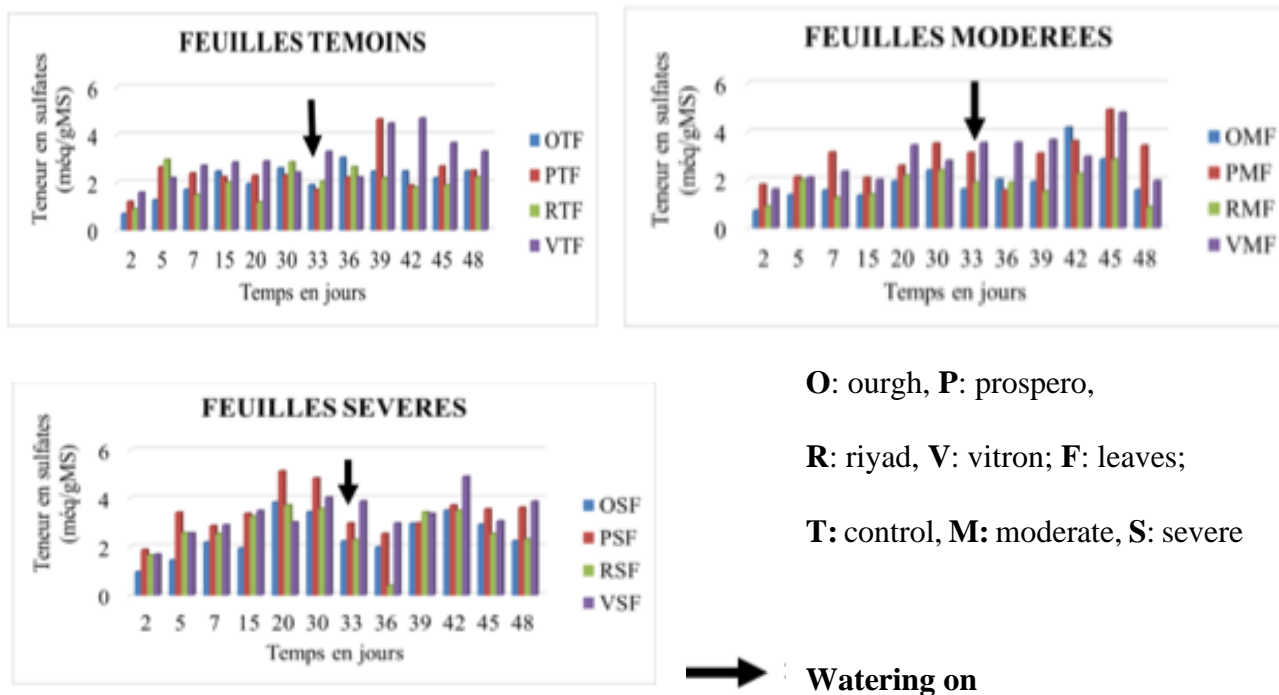 FEUILLES TÉMOINS
Teneur en sulfates
(méq/gMS)
6
4
2
0
2 5 7 15 20 30 33 36 39 42 45 48
Temps en jours
OTF
PTF
RTF
VTF
FEUILLES MODEREES
Teneur en sulfates
(méq/gMS)
6
4
2
0
2 5 7 15 20 30 33 36 39 42 45 48
Temps en jours
OMF
PMF
RMF
VMF
FEUILLES SEVERES
Teneur en sulfates
(méq/gMS)
6
4
2
0
2 5 7 15 20 30 33 36 39 42 45 48
Temps en jours
OSF
PSF
RSF
VSF
O: ourgh, P: prospero,
R: riyad, V: vitron; F: leaves;
T: control, M: moderate, S: severe
Watering on